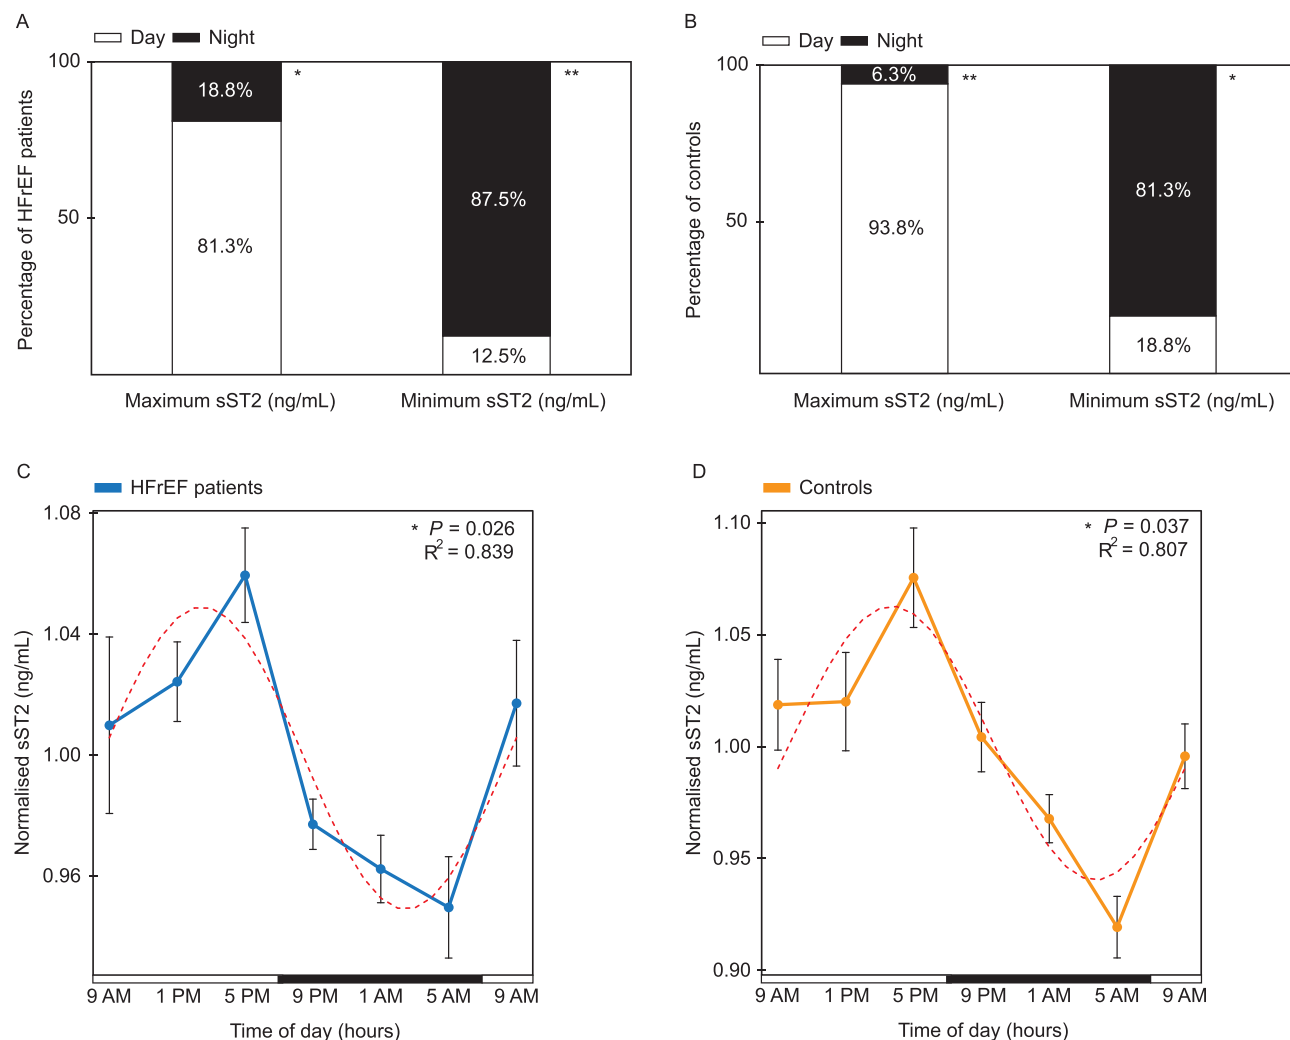 A
Day Night
100
50
Percentage of HFrEF patients
18.8%
*
81.3%
**
87.5%
12.5%
Maximum sST2 (ng/mL) Minimum sST2 (ng/mL)
B
Day Night
100
50
Percentage of controls
6.3%
**
93.8%
*
81.3%
18.8%
Maximum sST2 (ng/mL) Minimum sST2 (ng/mL)
C
HFrEF patients
1.08
1.04
1.00
0.96
Normalised sST2 (ng/mL)
* P = 0.026
R² = 0.839
9 AM 1 PM 5 PM 9 PM 1 AM 5 AM 9 AM
Time of day (hours)
D
Controls
1.10
1.05
1.00
0.95
0.90
Normalised sST2 (ng/mL)
* P = 0.037
R² = 0.807
9 AM 1 PM 5 PM 9 PM 1 AM 5 AM 9 AM
Time of day (hours)